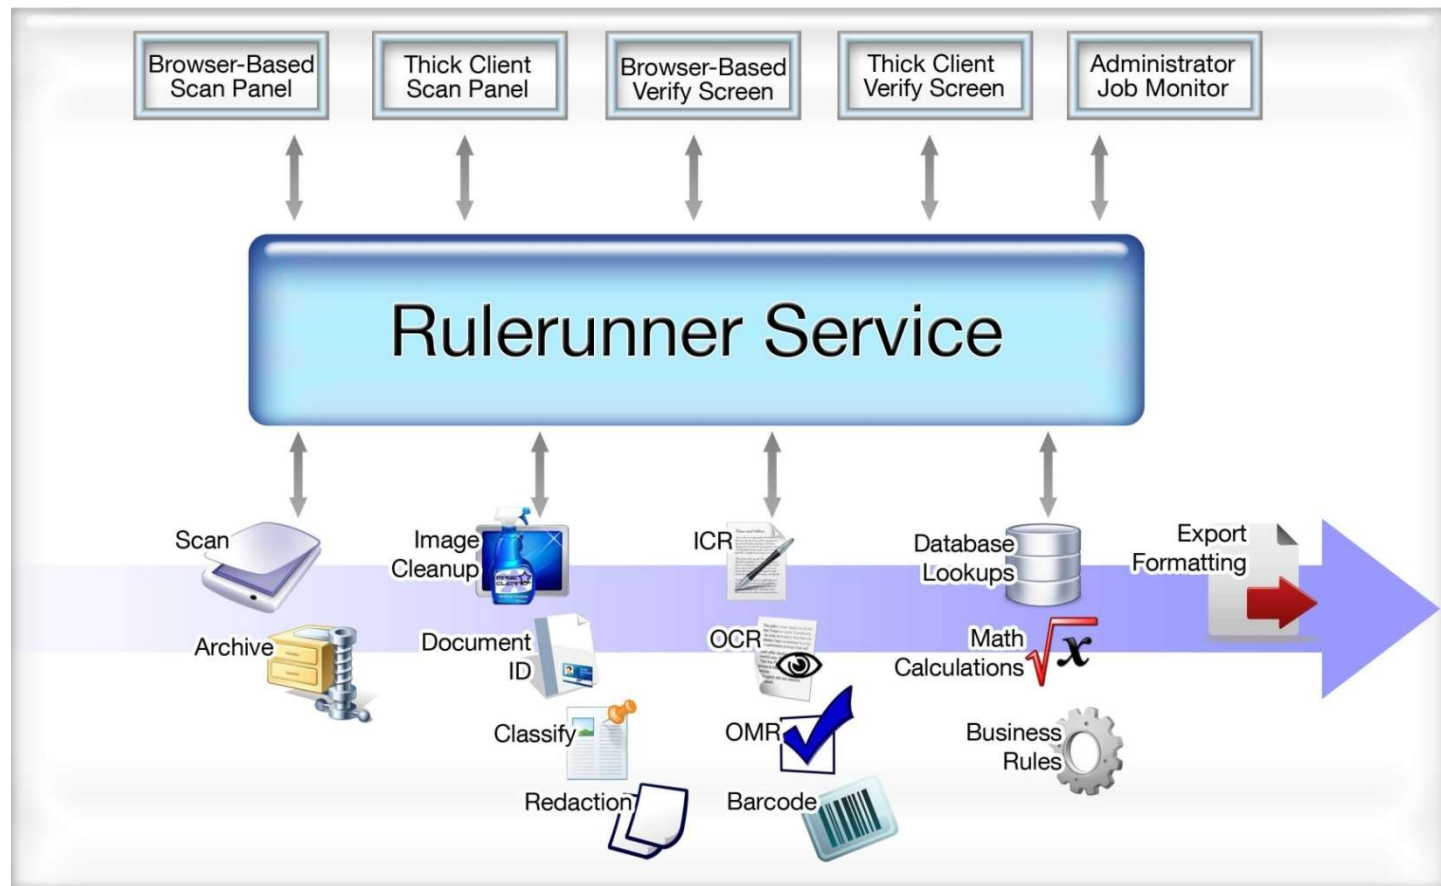 Browser-Based
Scan Panel
Thick Client
Scan Panel
Browser-Based
Verify Screen
Thick Client
Verify Screen
Administrator
Job Monitor
Rulerunner Service
Scan
Archive
Image
Cleanup
Document
ID
Classify
Redaction
ICR
OCR
OMR
Barcode
Database
Lookups
Math
Calculations
x
Business
Rules
Export
Formatting